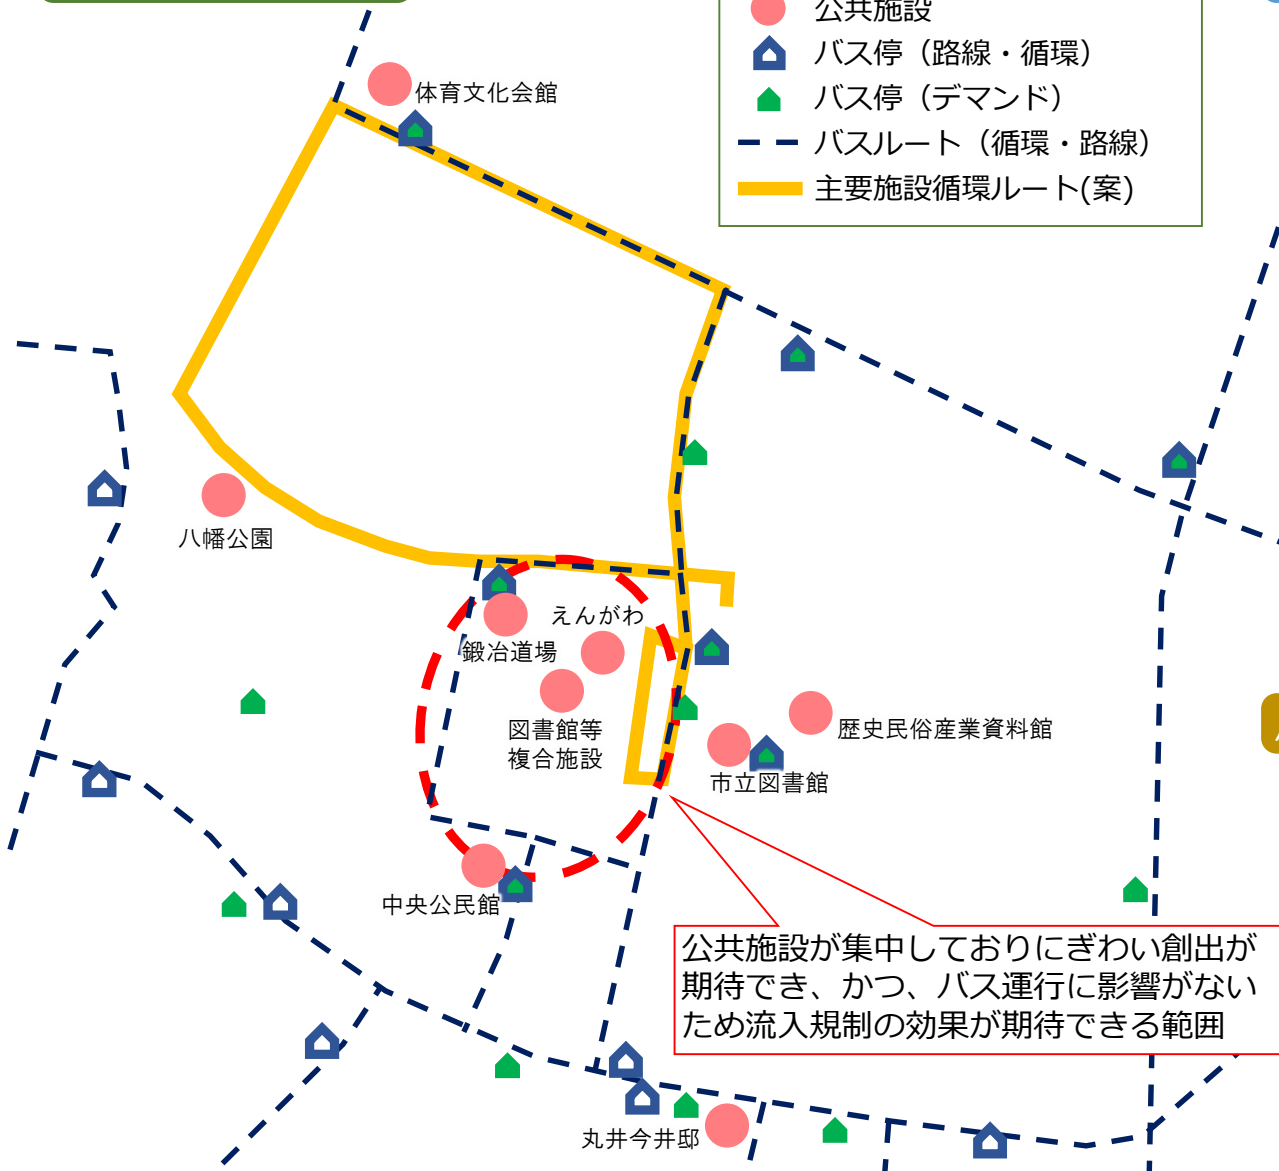 公共施設
バス停（路線・循環）
バス停（デマンド）
バスルート（循環・路線）
主要施設循環ルート(案)
体育文化会館
八幡公園
えんがわ
鍛冶道場
図書館等
複合施設
歴史民俗産業資料館
市立図書館
中央公民館
公共施設が集中しておりにぎわい創出が
期待でき、かつ、バス運行に影響がない
ため流入規制の効果が期待できる範囲
丸井今井邸